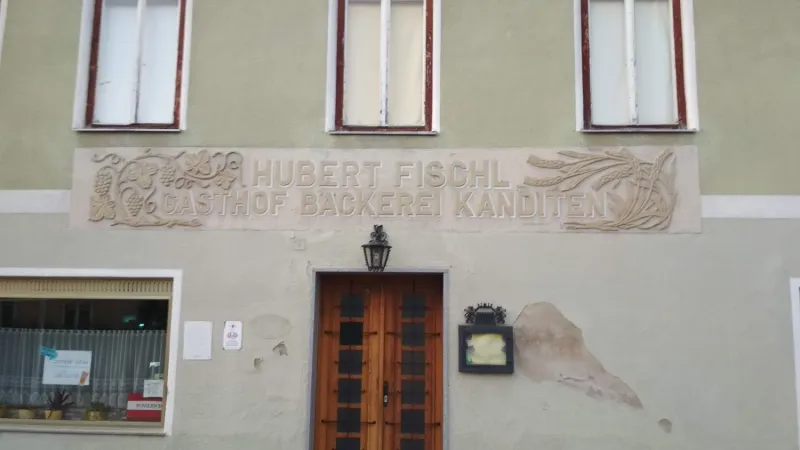 HUBERT FISCHL
GASTHOF BÄCKEREI KANDITEN